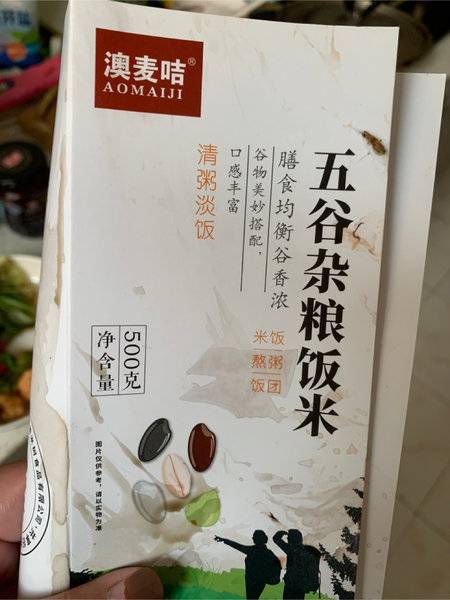 澳麦咭®
AOMAIJI
五谷杂粮饭米
膳食均衡谷香浓
谷物美妙搭配，
口感丰富
清粥淡饭
米饭
熬粥
饭团
净含量
500克
图片仅供参考，请以实物为准